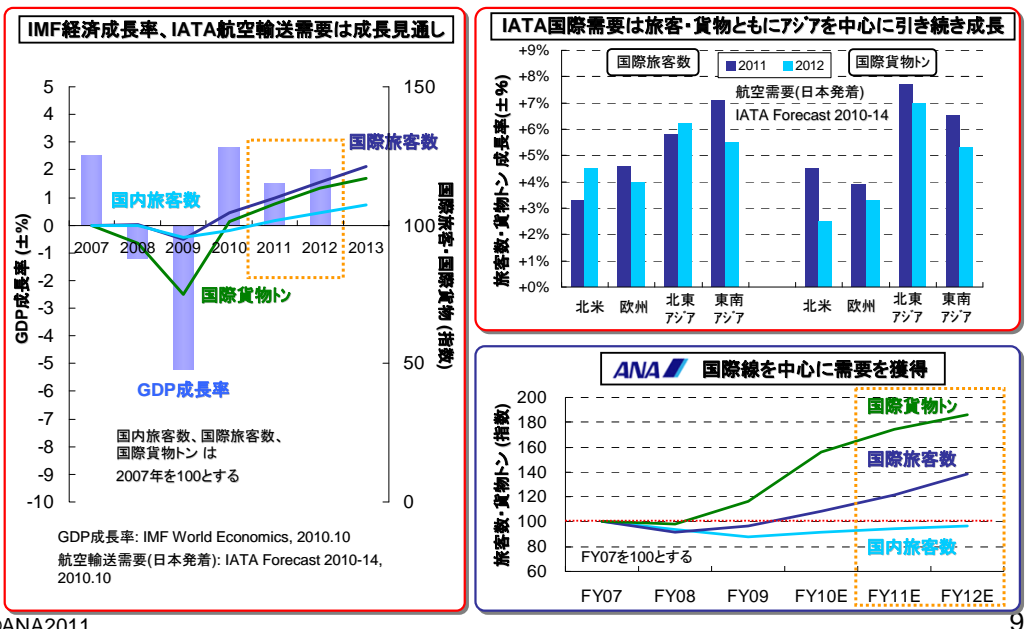 IMF経済成長率、IATA航空輸送需要は成長見通し
5
4
3
2
1
0
-1
-2
-3
-4
-5
-6
-7
-8
-9
-10
GDP成長率 (±%)
150
100
50
0
国際旅客・国際貨物 (指数)
国際旅客数
国内旅客数
2007 2008 2009 2010 2011 2012 2013
国際貨物トン
GDP成長率
国内旅客数、国際旅客数、
国際貨物トン は
2007年を100とする
GDP成長率: IMF World Economics, 2010.10
航空輸送需要(日本発着): IATA Forecast 2010-14,
2010.10
IATA国際需要は旅客・貨物ともにアジアを中心に引き続き成長
+9%
+8%
+7%
+6%
+5%
+4%
+3%
+2%
+1%
+0%
旅客数・貨物トン 成長率(±%)
国際旅客数
2011 2012
国際貨物トン
航空需要(日本発着)
IATA Forecast 2010-14
北米 欧州 北東アジア 東南アジア 北米 欧州 北東アジア 東南アジア
ANA 国際線を中心に需要を獲得
200
180
160
140
120
100
80
60
旅客数・貨物トン (指数)
国際貨物トン
国際旅客数
国内旅客数
FY07を100とする
FY07 FY08 FY09 FY10E FY11E FY12E
©ANA2011
9